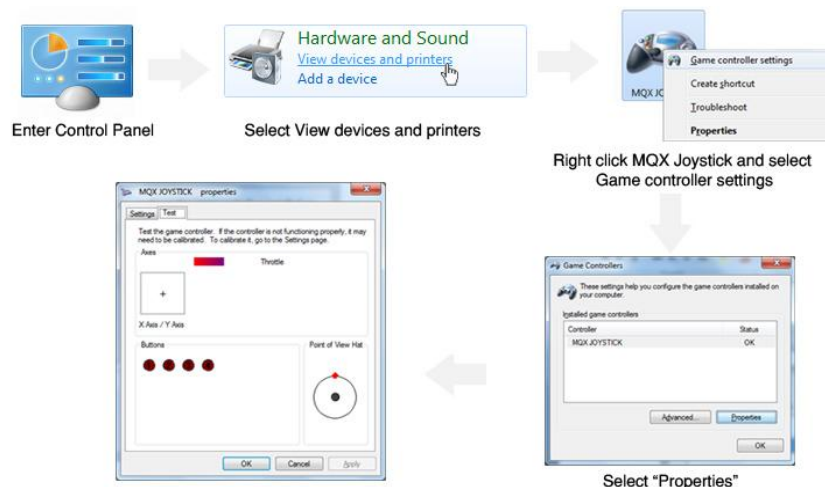 Hardware and Sound
View devices and printers
Add a device
Enter Control Panel
Select View devices and printers
Game controller settings
Create shortcut
Troubleshoot
Properties
MQX JO
Right click MQX Joystick and select
Game controller settings
Game Controllers
These settings help you configure the game controllers installed on
your computer.
Installed game controllers
Controller Status
MQX JOYSTICK OK
Advanced... Properties
OK
Select “Properties”
MQX JOYSTICK properties
Settings Test
Test the game controller. If the controller is not functioning properly, it may
need to be calibrated. To calibrate it, go to the Settings page.
Axes
Throttle
X Axis / Y Axis
Buttons Point of View Hat
OK Cancel Apply